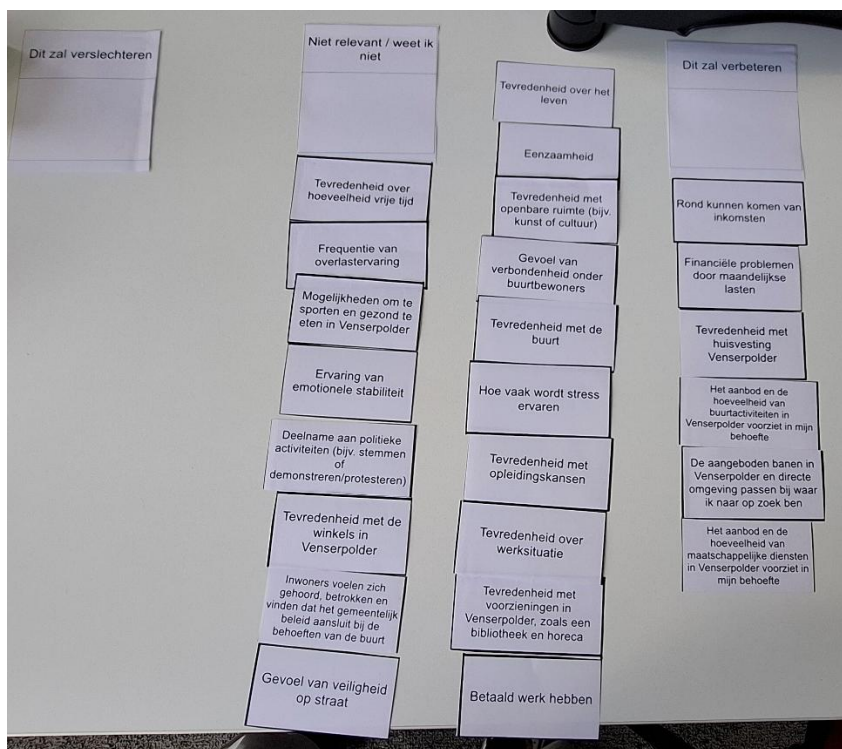 Dit zal verslechteren
Niet relevant / weet ik
niet
Tevredenheid over
hoeveelheid vrije tijd
Frequentie van
overlastervaring
Mogelijkheden om te
sporten en gezond te
eten in Venserpolder
Ervaring van
emotionele stabiliteit
Deelname aan politieke
activiteiten (bijv. stemmen
of
demonstreren/protesteren)
Tevredenheid met de
winkels in
Venserpolder
Inwoners voelen zich
gehoord, betrokken en
vinden dat het gemeentelijk
beleid aansluit bij de
behoeften van de buurt
Gevoel van veiligheid
op straat
Tevredenheid over het
leven
Eenzaamheid
Tevredenheid met
openbare ruimte (bijv.
kunst of cultuur)
Gevoel van
verbondenheid onder
buurtbewoners
Tevredenheid met de
buurt
Hoe vaak wordt stress
ervaren
Tevredenheid met
opleidingskansen
Tevredenheid over
werksituatie
Tevredenheid met
voorzieningen in
Venserpolder, zoals een
bibliotheek en horeca
Betaald werk hebben
Dit zal verbeteren
Rond kunnen komen van
inkomsten
Financiële problemen
door maandelijkse
lasten
Tevredenheid met
huisvesting
Venserpolder
Het aanbod en de
hoeveelheid van
buurtactiviteiten in
Venserpolder voorziet in mijn
behoefte
De aangeboden banen in
Venserpolder en directe
omgeving passen bij waar
ik naar op zoek ben
Het aanbod en de
hoeveelheid van
maatschappelijke diensten
in Venserpolder voorziet in
mijn behoefte